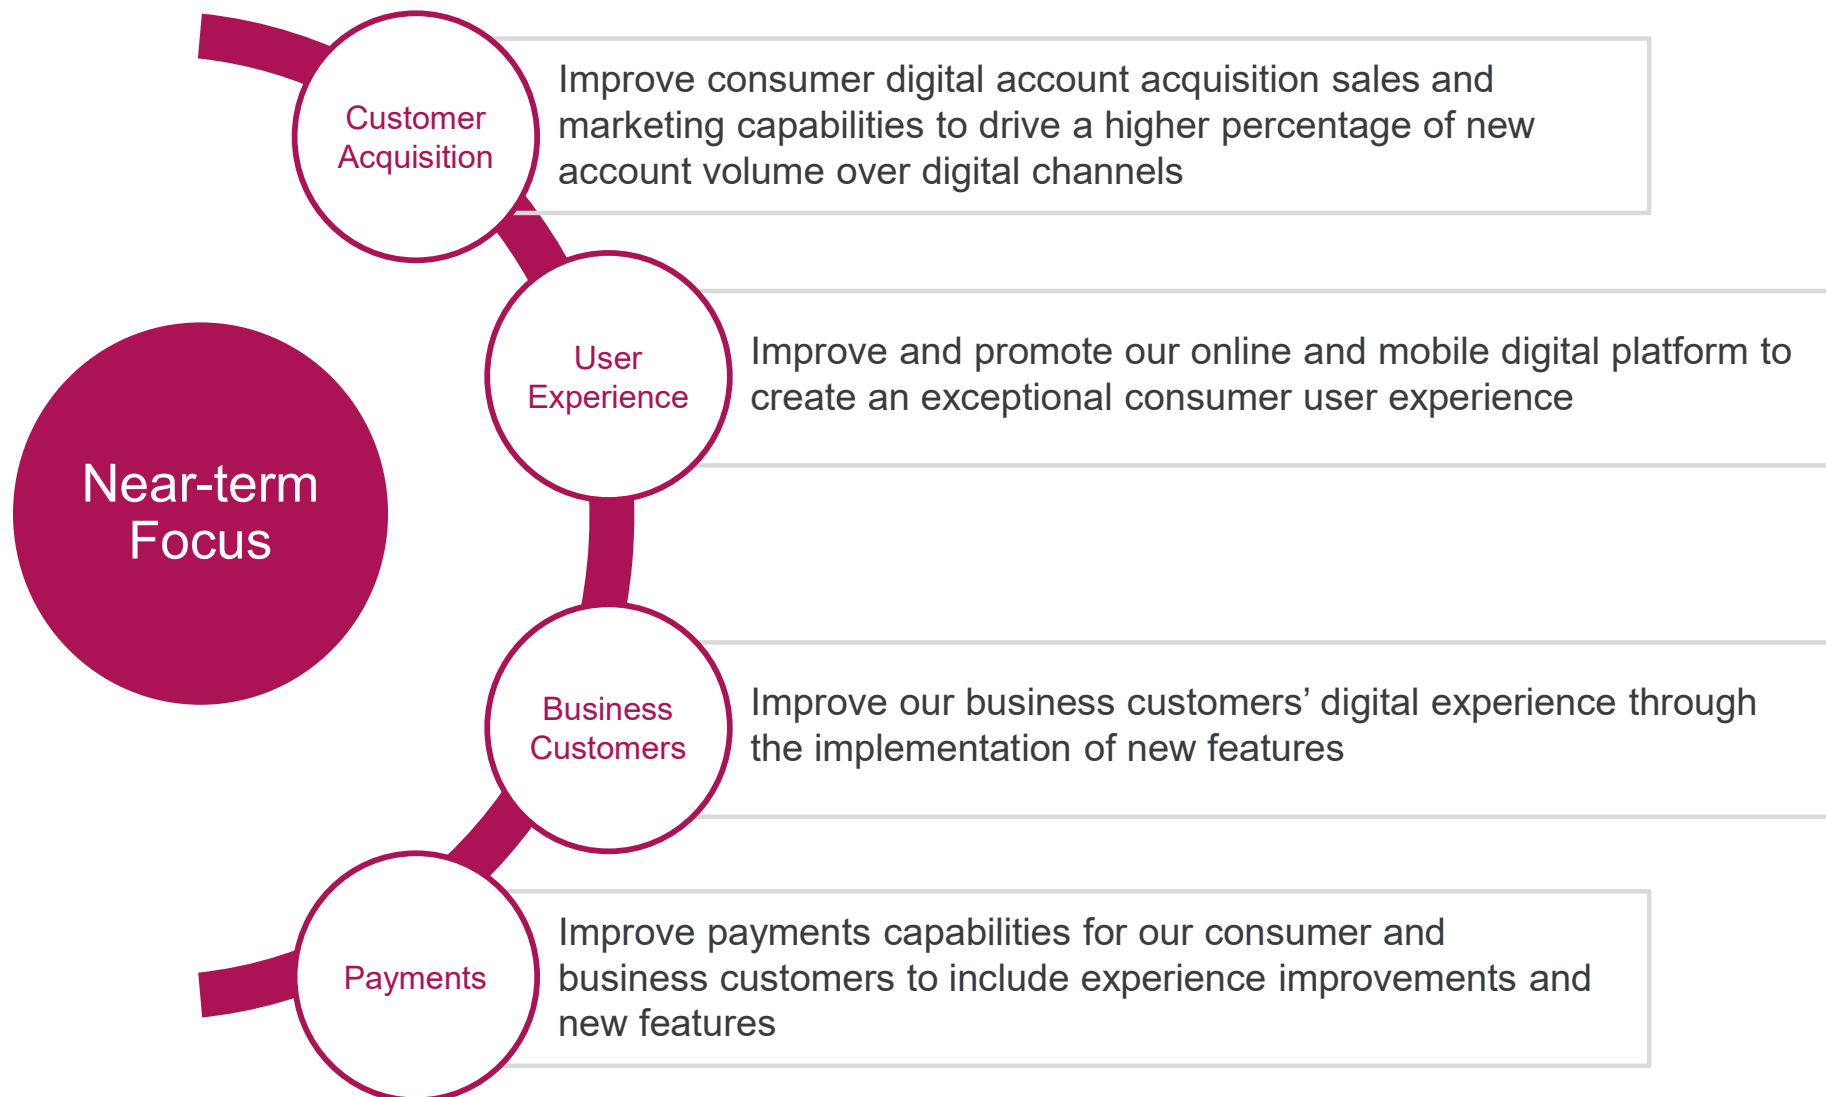 Near-term
Focus
Customer
Acquisition
Improve consumer digital account acquisition sales and
marketing capabilities to drive a higher percentage of new
account volume over digital channels
User
Experience
Improve and promote our online and mobile digital platform to
create an exceptional consumer user experience
Business
Customers
Improve our business customers’ digital experience through
the implementation of new features
Payments
Improve payments capabilities for our consumer and
business customers to include experience improvements and
new features